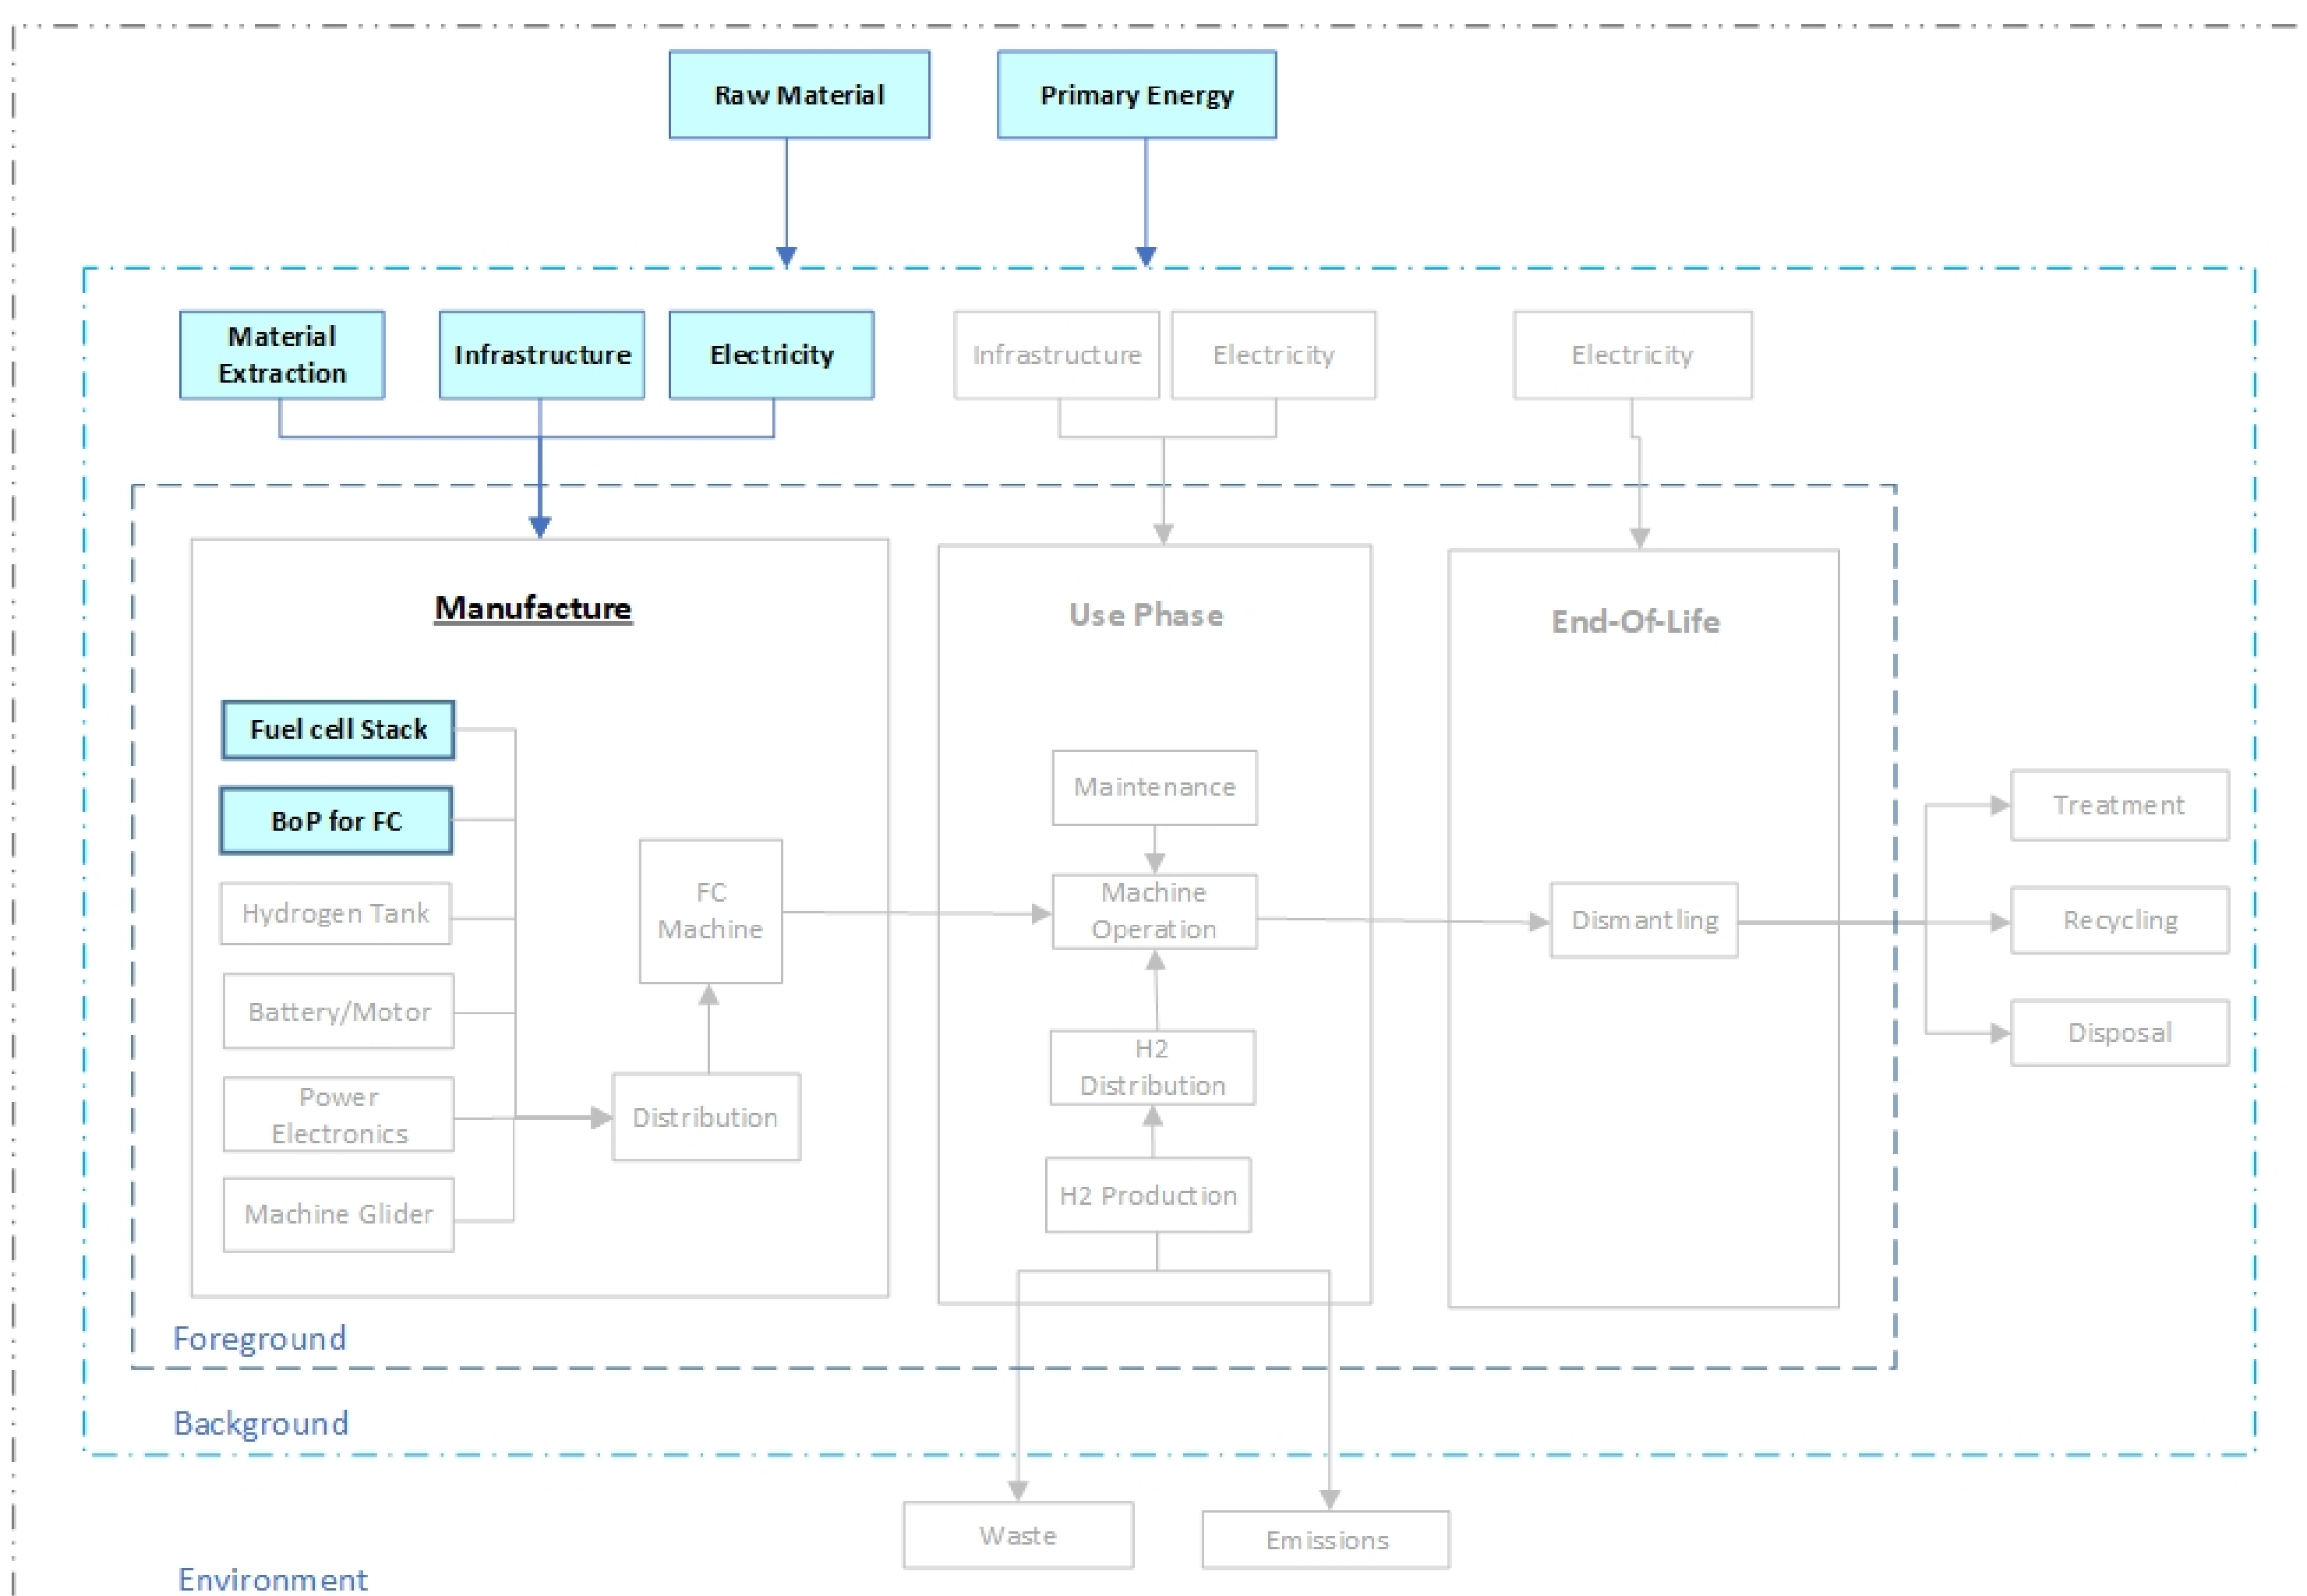 Raw Material
Primary Energy
Material
Extraction
Infrastructure
Electricity
Infrastructure
Electricity
Electricity
Manufacture
Fuel cell Stack
BoP for FC
Hydrogen Tank
Battery/Motor
Power
Electronics
Machine Glider
FC
Machine
Distribution
Use Phase
Maintenance
Machine
Operation
H2
Distribution
H2 Production
End-Of-Life
Dismantling
Treatment
Recycling
Disposal
Foreground
Background
Waste
Emissions
Environment